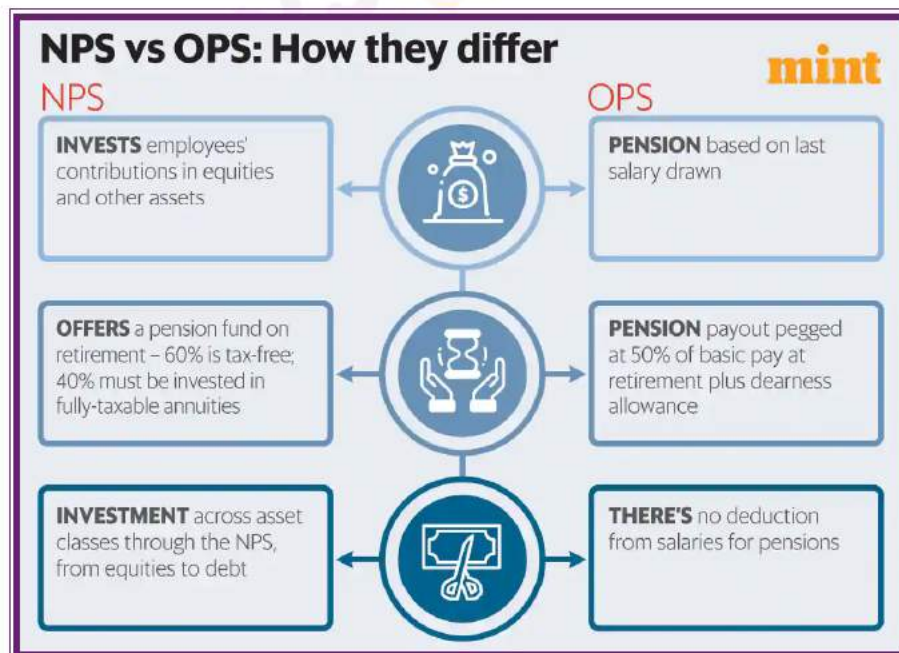 NPS vs OPS: How they differ
mint
NPS
OPS
INVESTS employees'
contributions in equities
and other assets
$
PENSION based on last
salary drawn
OFFERS a pension fund on
retirement – 60% is tax-free;
40% must be invested in
fully-taxable annuities
PENSION payout pegged
at 50% of basic pay at
retirement plus dearness
allowance
INVESTMENT across asset
classes through the NPS,
from equities to debt
THERE'S no deduction
from salaries for pensions